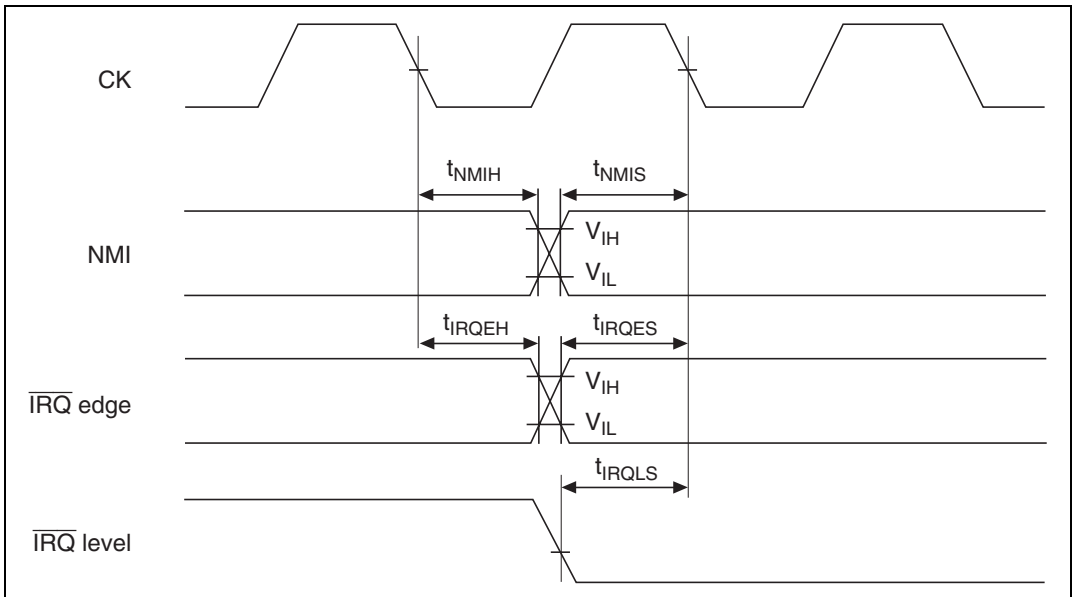 CK
tNMIH
tNMIS
NMI
VIH
VIL
tIRQEH
tIRQES
IRQ edge
VIH
VIL
tIRQLS
IRQ level